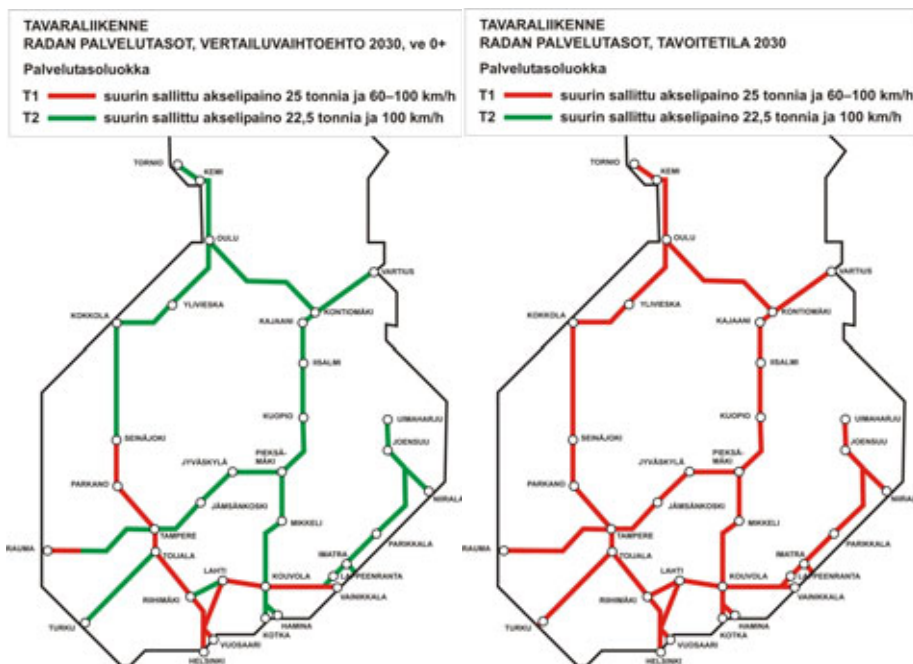 TAVARALIIKENNE
RADAN PALVELUTASOT, VERTAILUVAIHTOEHTO 2030, ve 0+
Palvelutasoluokka
T1 suurin sallittu akselipaino 25 tonnia ja 60–100 km/h
T2 suurin sallittu akselipaino 22,5 tonnia ja 100 km/h
TORNIO
KEMI
OULU
VARTIUS
YLIVIESKA
KOKKOLA
KONTIOMÄKI
KAJAANI
IISALMI
KUOPIO
UIMAHARJU
SEINÄJOKI
JOENSUU
PIEKSÄ-
MÄKI
JYVÄSKYLÄ
PARKANO
NIIRALA
JÄMSÄNKOSKI
MIKKELI
TAMPERE
PARIKKALA
RAUMA
TOIJALA
IMATRA
LAHTI
KOUVOLA
LAPPEENRANTA
VAINIKKALA
RIIHIMÄKI
TURKU
HAMINA
KOTKA
VUOSAARI
HELSINKI
TAVARALIIKENNE
RADAN PALVELUTASOT, TAVOITETILA 2030
Palvelutasoluokka
T1 suurin sallittu akselipaino 25 tonnia ja 60–100 km/h
T2 suurin sallittu akselipaino 22,5 tonnia ja 100 km/h
TORNIO
KEMI
OULU
VARTIUS
YLIVIESKA
KOKKOLA
KONTIOMÄKI
KAJAANI
IISALMI
KUOPIO
UIMAHARJU
SEINÄJOKI
JOENSUU
PIEKSÄ-
MÄKI
JYVÄSKYLÄ
PARKANO
NIIRALA
JÄMSÄNKOSKI
MIKKELI
TAMPERE
PARIKKALA
RAUMA
TOIJALA
IMATRA
LAHTI
KOUVOLA
LAPPEENRANTA
VAINIKKALA
RIIHIMÄKI
TURKU
HAMINA
KOTKA
VUOSAARI
HELSINKI